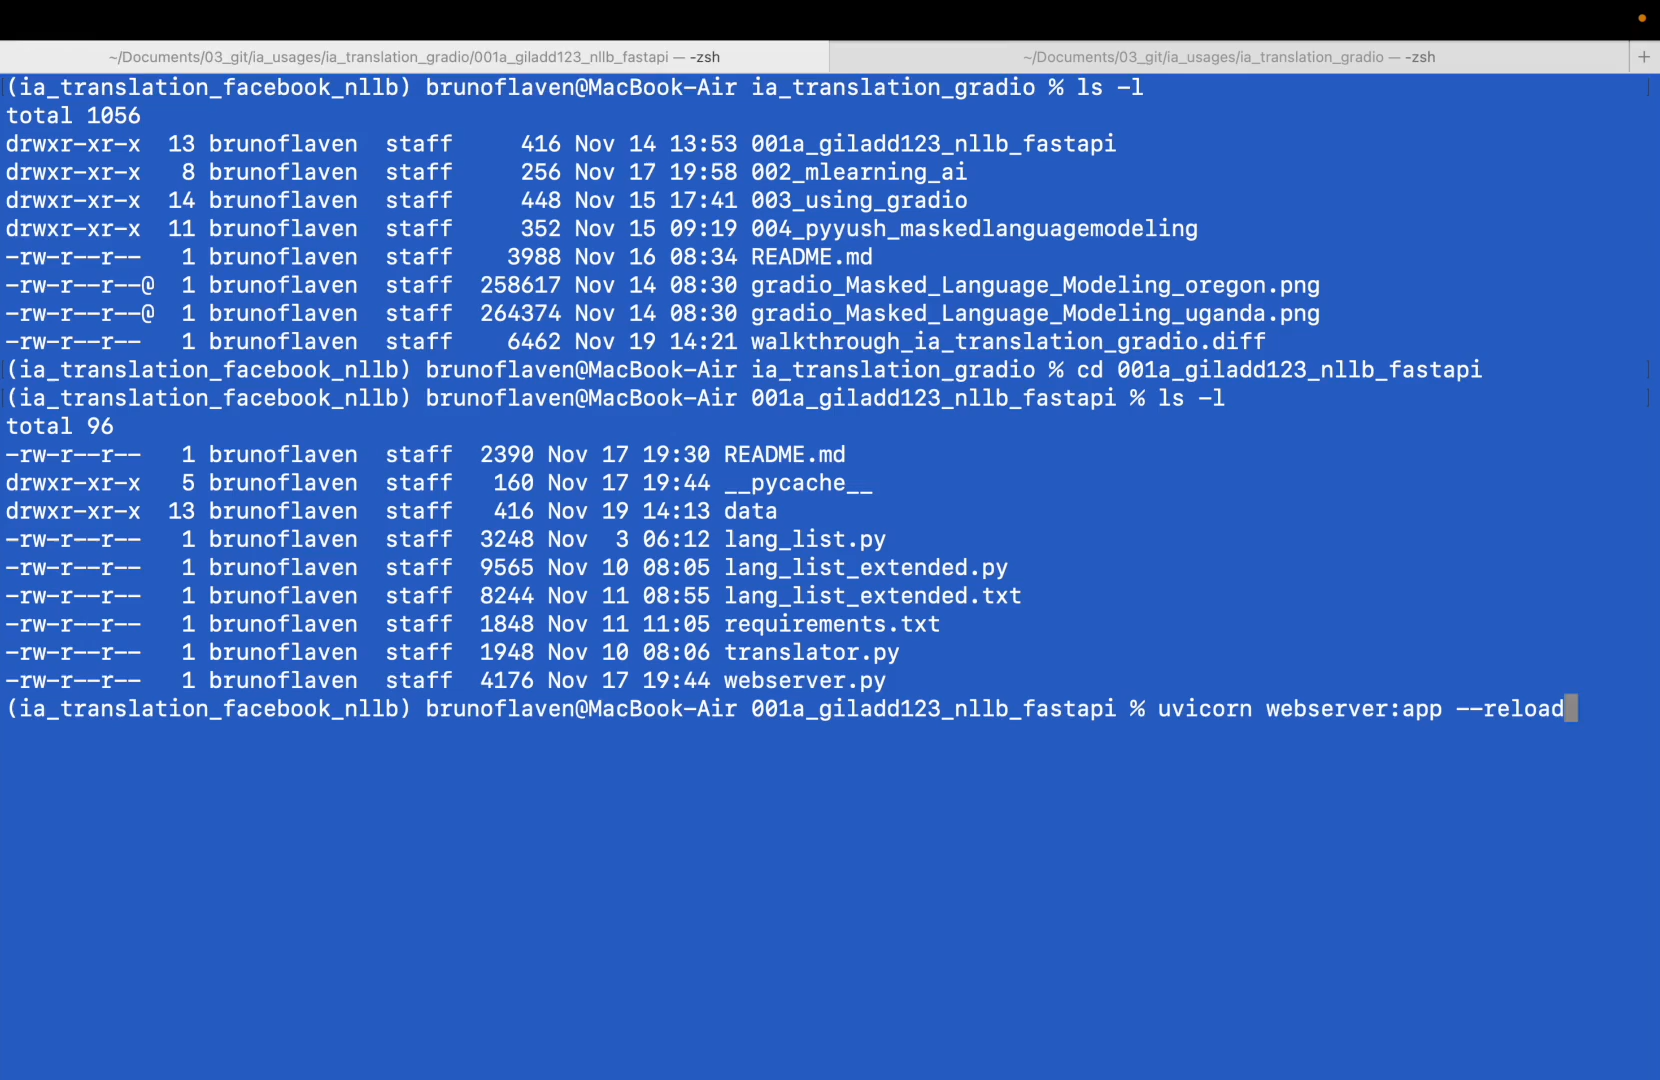 ~/Documents/03_git/ia_usages/ia_translation_gradio/001a_giladd123_nllb_fastapi — -zsh
~/Documents/03_git/ia_usages/ia_translation_gradio — -zsh
+
(ia_translation_facebook_nllb) brunoflaven@MacBook-Air ia_translation_gradio % ls -l
total 1056
drwxr-xr-x  13 brunoflaven  staff     416 Nov 14 13:53 001a_giladd123_nllb_fastapi
drwxr-xr-x   8 brunoflaven  staff     256 Nov 17 19:58 002_mlearning_ai
drwxr-xr-x  14 brunoflaven  staff     448 Nov 15 17:41 003_using_gradio
drwxr-xr-x  11 brunoflaven  staff     352 Nov 15 09:19 004_pyyush_maskedlanguagemodeling
-rw-r--r--   1 brunoflaven  staff    3988 Nov 16 08:34 README.md
-rw-r--r--@  1 brunoflaven  staff  258617 Nov 14 08:30 gradio_Masked_Language_Modeling_oregon.png
-rw-r--r--@  1 brunoflaven  staff  264374 Nov 14 08:30 gradio_Masked_Language_Modeling_uganda.png
-rw-r--r--   1 brunoflaven  staff    6462 Nov 19 14:21 walkthrough_ia_translation_gradio.diff
(ia_translation_facebook_nllb) brunoflaven@MacBook-Air ia_translation_gradio % cd 001a_giladd123_nllb_fastapi
(ia_translation_facebook_nllb) brunoflaven@MacBook-Air 001a_giladd123_nllb_fastapi % ls -l
total 96
-rw-r--r--   1 brunoflaven  staff  2390 Nov 17 19:30 README.md
drwxr-xr-x   5 brunoflaven  staff   160 Nov 17 19:44 __pycache__
drwxr-xr-x  13 brunoflaven  staff   416 Nov 19 14:13 data
-rw-r--r--   1 brunoflaven  staff  3248 Nov  3 06:12 lang_list.py
-rw-r--r--   1 brunoflaven  staff  9565 Nov 10 08:05 lang_list_extended.py
-rw-r--r--   1 brunoflaven  staff  8244 Nov 11 08:55 lang_list_extended.txt
-rw-r--r--   1 brunoflaven  staff  1848 Nov 11 11:05 requirements.txt
-rw-r--r--   1 brunoflaven  staff  1948 Nov 10 08:06 translator.py
-rw-r--r--   1 brunoflaven  staff  4176 Nov 17 19:44 webserver.py
(ia_translation_facebook_nllb) brunoflaven@MacBook-Air 001a_giladd123_nllb_fastapi % uvicorn webserver:app --reload